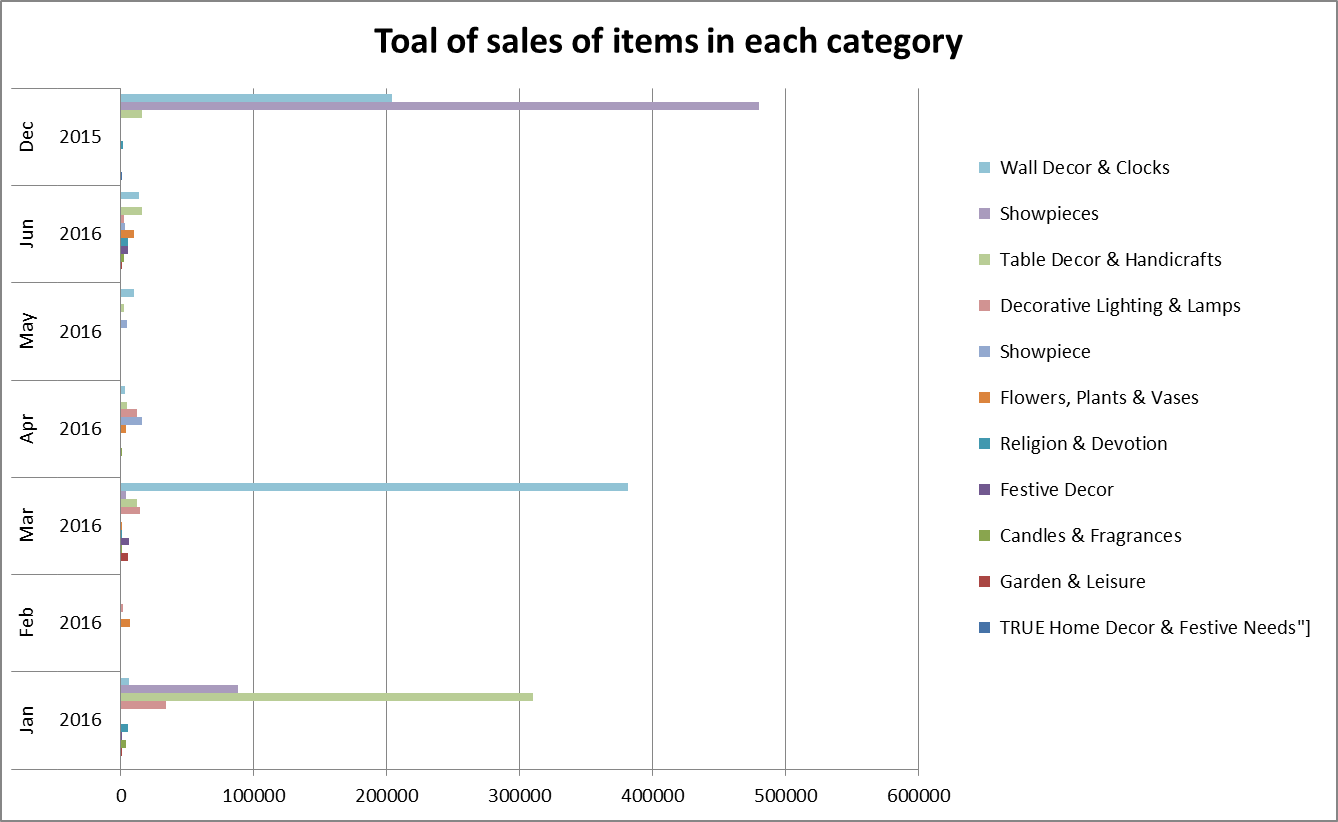 Toal of sales of items in each category
Dec 2015
Jun 2016
May 2016
Apr 2016
Mar 2016
Feb 2016
Jan 2016
0 100000 200000 300000 400000 500000 600000
Wall Decor & Clocks
Showpieces
Table Decor & Handicrafts
Decorative Lighting & Lamps
Showpiece
Flowers, Plants & Vases
Religion & Devotion
Festive Decor
Candles & Fragrances
Garden & Leisure
TRUE Home Decor & Festive Needs"]